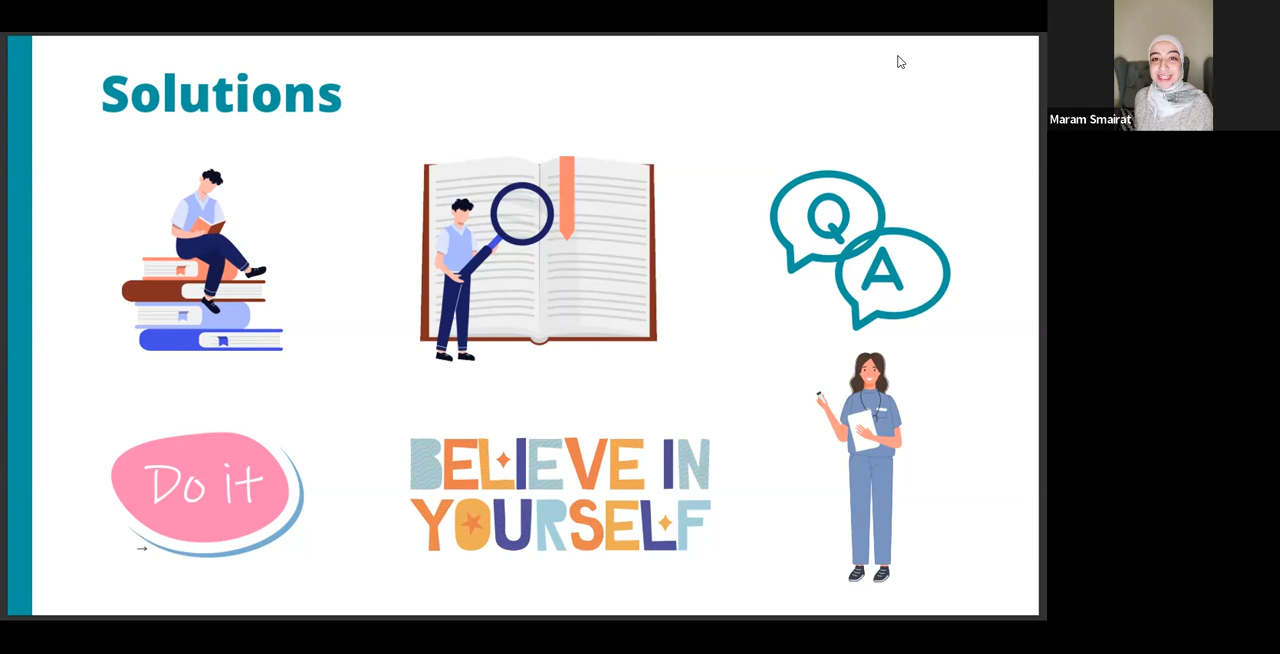 Solutions
Q
A
Do it
BELIEVE IN
YOURSELF
Maram Smairat